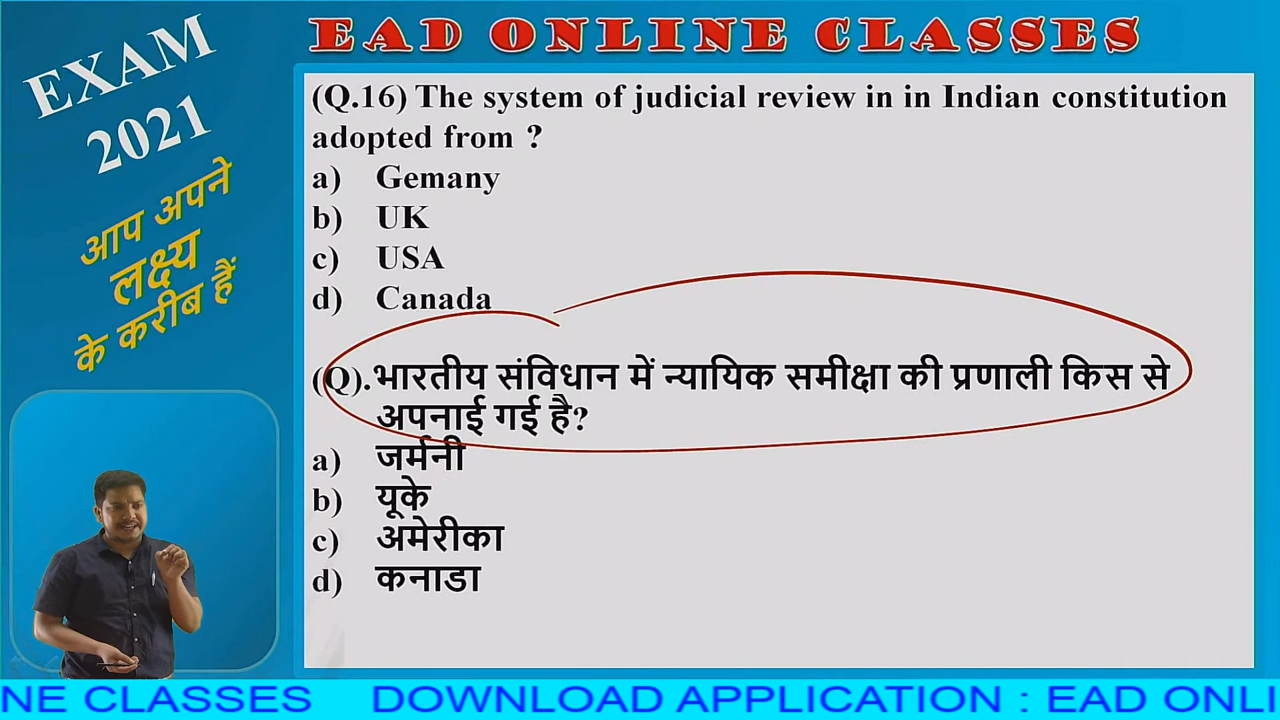 EXAM
2021
आप अपने
लक्ष्य
के करीब हैं
EAD ONLINE CLASSES
(Q.16) The system of judicial review in in Indian constitution
adopted from ?
a) Gemany
b) UK
c) USA
d) Canada
(Q).भारतीय संविधान में न्यायिक समीक्षा की प्रणाली किस से
अपनाई गई है?
a) जर्मनी
b) यूके
c) अमेरीका
d) कनाडा
NE CLASSES DOWNLOAD APPLICATION : EAD ONLI